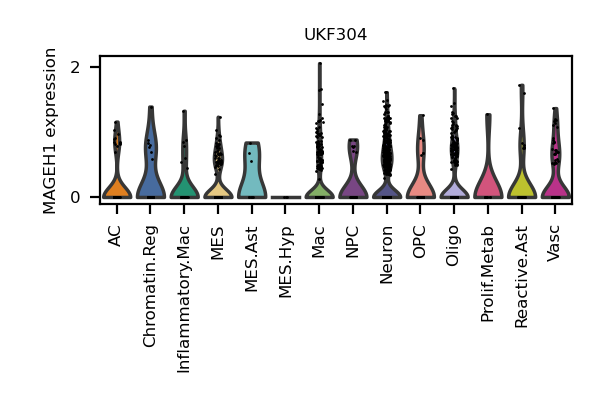 UKF304
MAGEH1 expression
2
0
AC
Chromatin.Reg
Inflammatory.Mac
MES
MES.Ast
MES.Hyp
Mac
NPC
Neuron
OPC
Oligo
Prolif.Metab
Reactive.Ast
Vasc